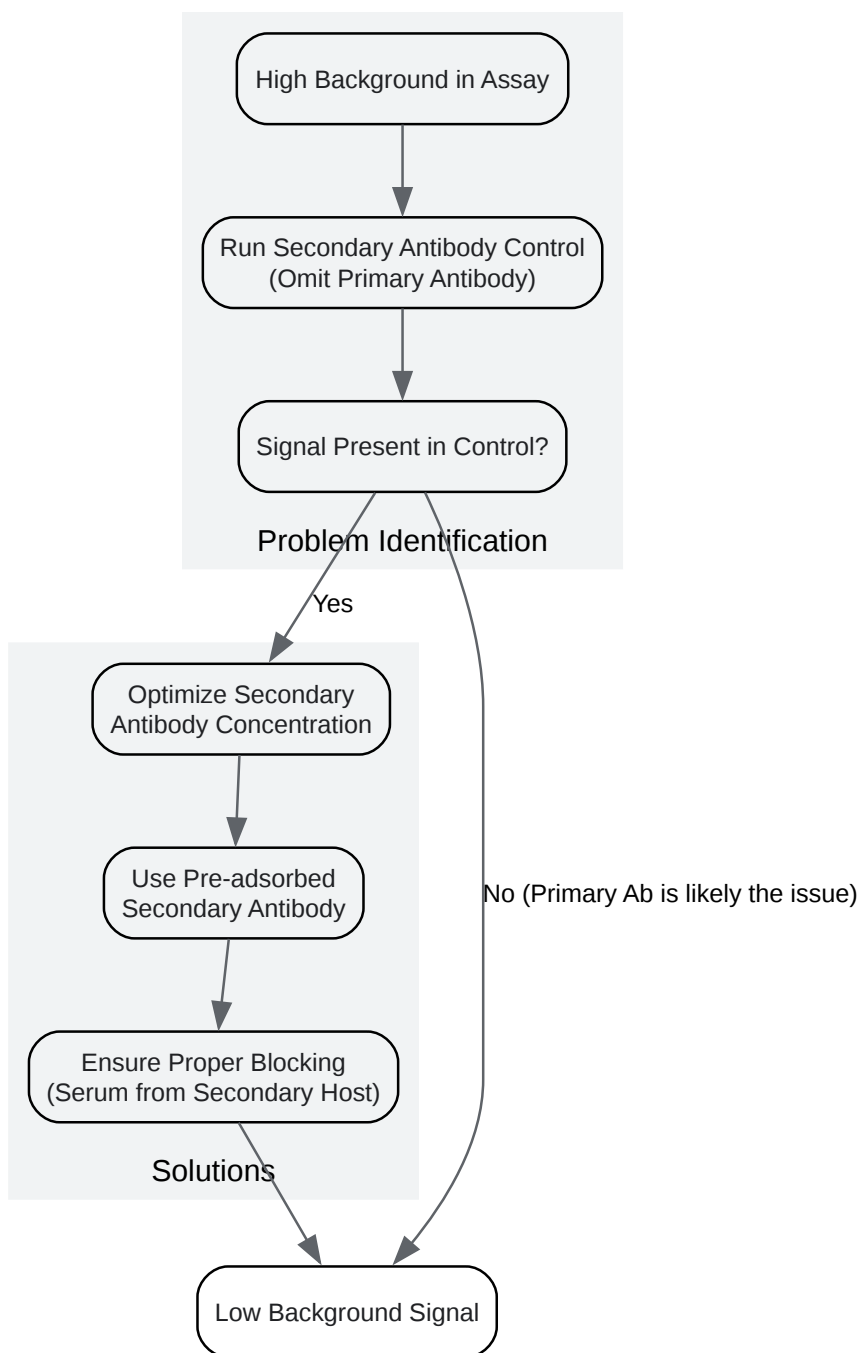 High Background in Assay
Run Secondary Antibody Control
(Omit Primary Antibody)
Signal Present in Control?
Problem Identification
Yes
Optimize Secondary
Antibody Concentration
Use Pre-adsorbed
Secondary Antibody
No (Primary Ab is likely the issue)
Ensure Proper Blocking
(Serum from Secondary Host)
Solutions
Low Background Signal